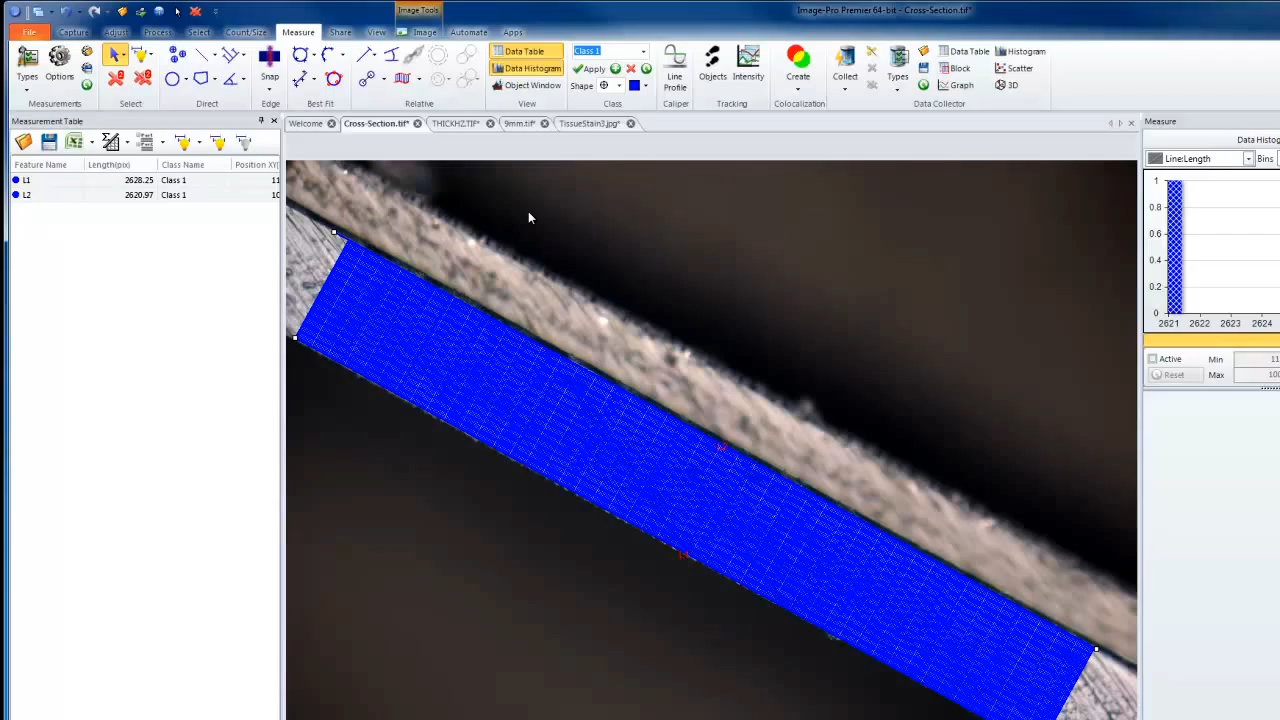 Image Tools
Image-Pro Premier 64-bit - Cross-Section.tif*
File Capture Adjust Process Select Count/Size Measure Share View Image Automate Apps
Types Options Snap Data Table Class 1 Line Profile Objects Intensity Create Collect Types Data Table Histogram
Data Histogram Apply Block Scatter
Object Window Shape Graph 3D
Measurements Select Direct Edge Best Fit Relative View Class Caliper Tracking Colocalization Data Collector
Measurement Table
Welcome Cross-Section.tif* THICKHZ.TIF* 9mm.tif TissueStain3.jpg*
Measure
Data Histog
Line:Length Bins
Feature Name Length(pix) Class Name Position XY(
L1 2628.25 Class 1 11
L2 2620.97 Class 1 10
1
0.8
0.6
0.4
0.2
0
2621 2622 2623 2624
Active Min 11
Reset Max 100